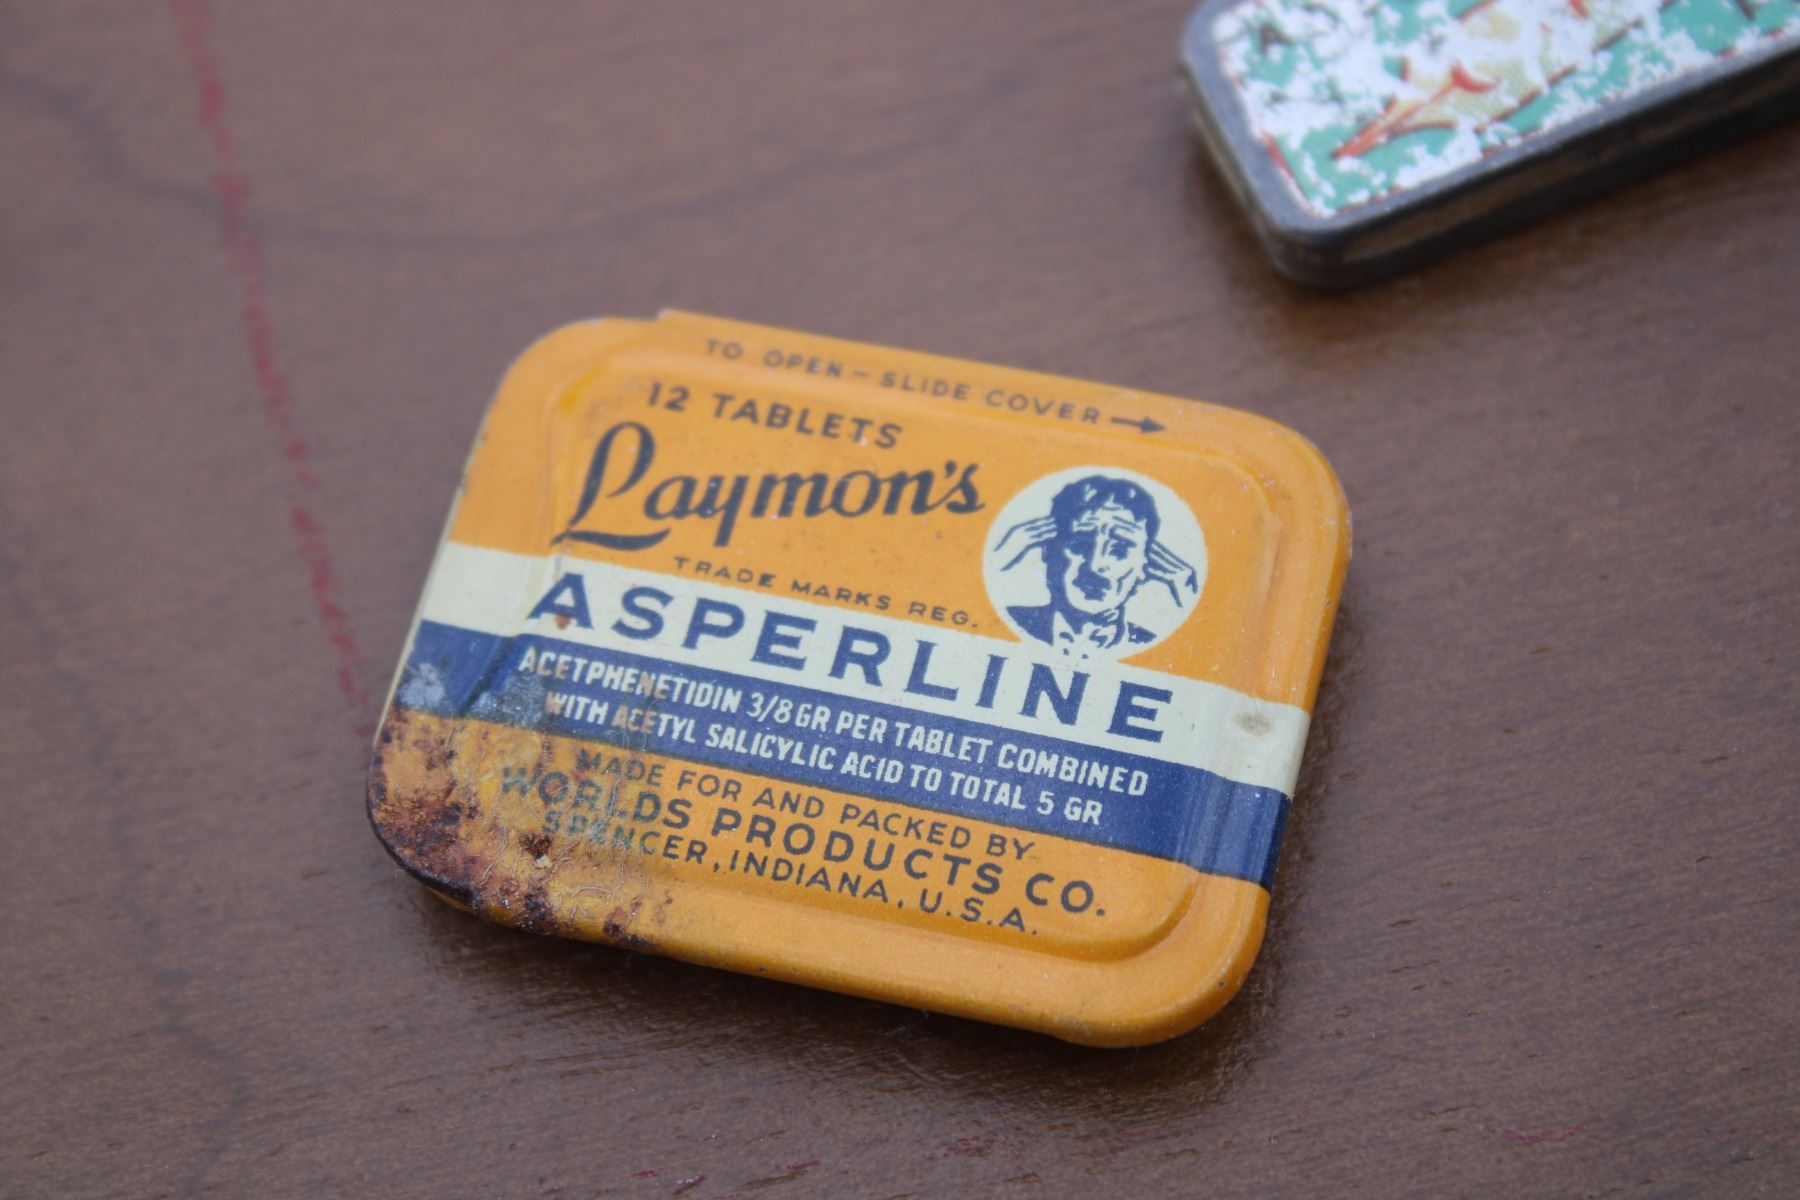 TO OPEN – SLIDE COVER
12 TABLETS
Laymon's
TRADE MARKS REG.
ASPERLINE
ACETPHENETIDIN 3/8 GR PER TABLET COMBINED
WITH ACETYL SALICYLIC ACID TO TOTAL 5 GR
MADE FOR AND PACKED BY
WORLDS PRODUCTS CO.
SPENCER, INDIANA, U.S.A.